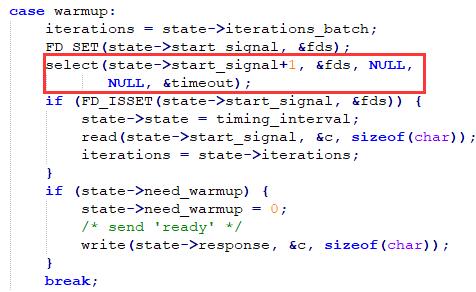 case warmup:
iterations = state->iterations_batch;
FD_SET(state->start_signal, &fds);
select(state->start_signal+1, &fds, NULL,
NULL, &timeout);
if (FD_ISSET(state->start_signal, &fds)) {
state->state = timing_interval;
read(state->start_signal, &c, sizeof(char));
iterations = state->iterations;
}
if (state->need_warmup) {
state->need_warmup = 0;
/* send 'ready' */
write(state->response, &c, sizeof(char));
}
break;